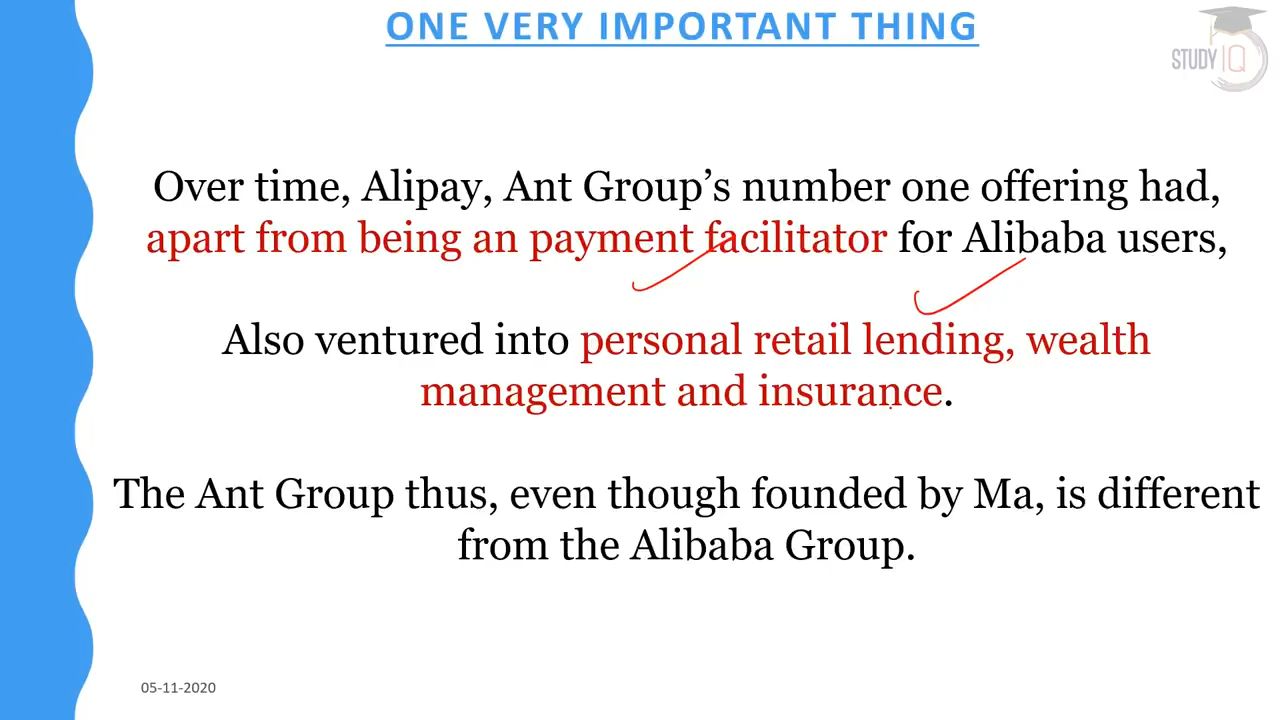 ONE VERY IMPORTANT THING
STUDY IQ
Over time, Alipay, Ant Group’s number one offering had,
apart from being an payment facilitator for Alibaba users,
Also ventured into personal retail lending, wealth
management and insurance.
The Ant Group thus, even though founded by Ma, is different
from the Alibaba Group.
05-11-2020